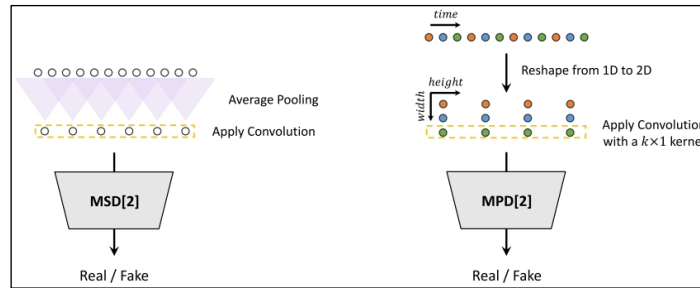 Average Pooling
Apply Convolution
MSD[2]
Real / Fake
time
Reshape from 1D to 2D
height
width
Apply Convolution
with a k×1 kerne
MPD[2]
Real / Fake